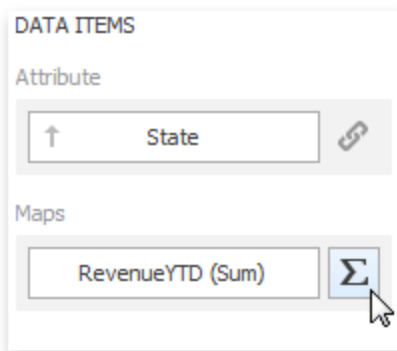 DATA ITEMS
Attribute
↑ State
Maps
RevenueYTD (Sum) Σ